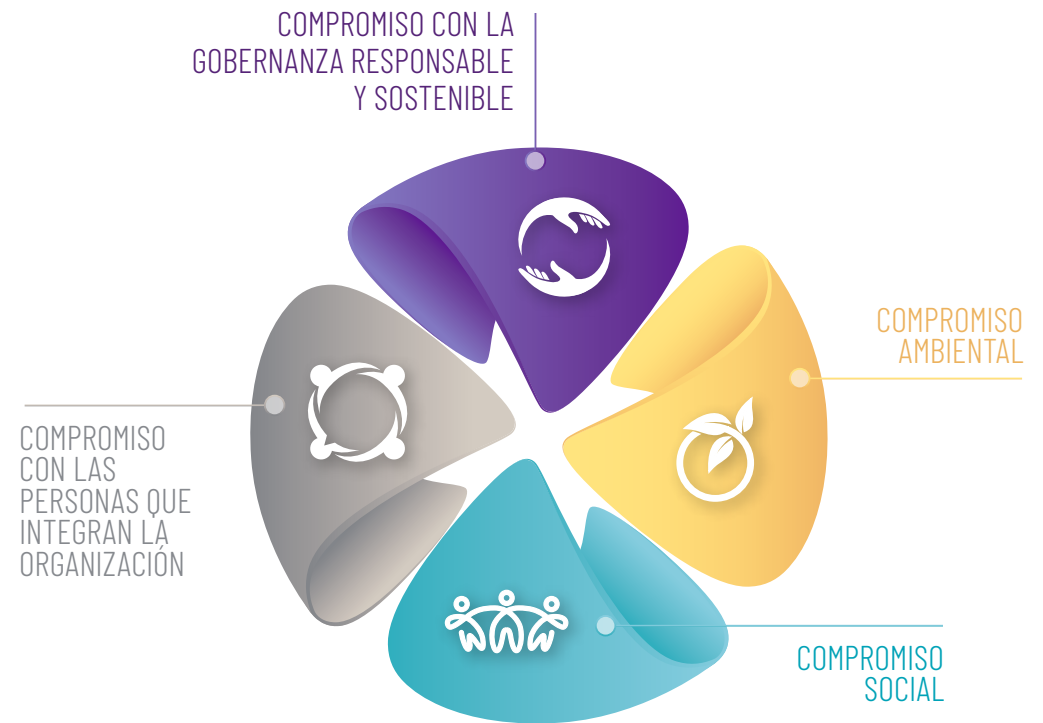 COMPROMISO CON LA
GOBERNANZA RESPONSABLE
Y SOSTENIBLE
COMPROMISO
AMBIENTAL
COMPROMISO
CON LAS
PERSONAS QUE
INTEGRAN LA
ORGANIZACIÓN
COMPROMISO
SOCIAL